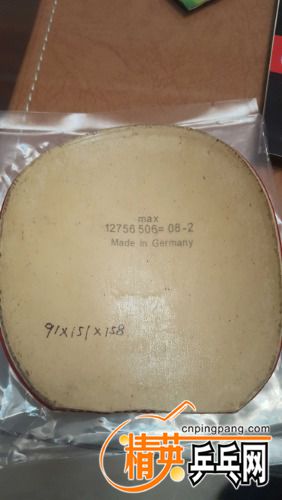 max
12756 506= 08-2
Made in Germany
91X151X158
cnpingpang.com
精英乒乓网